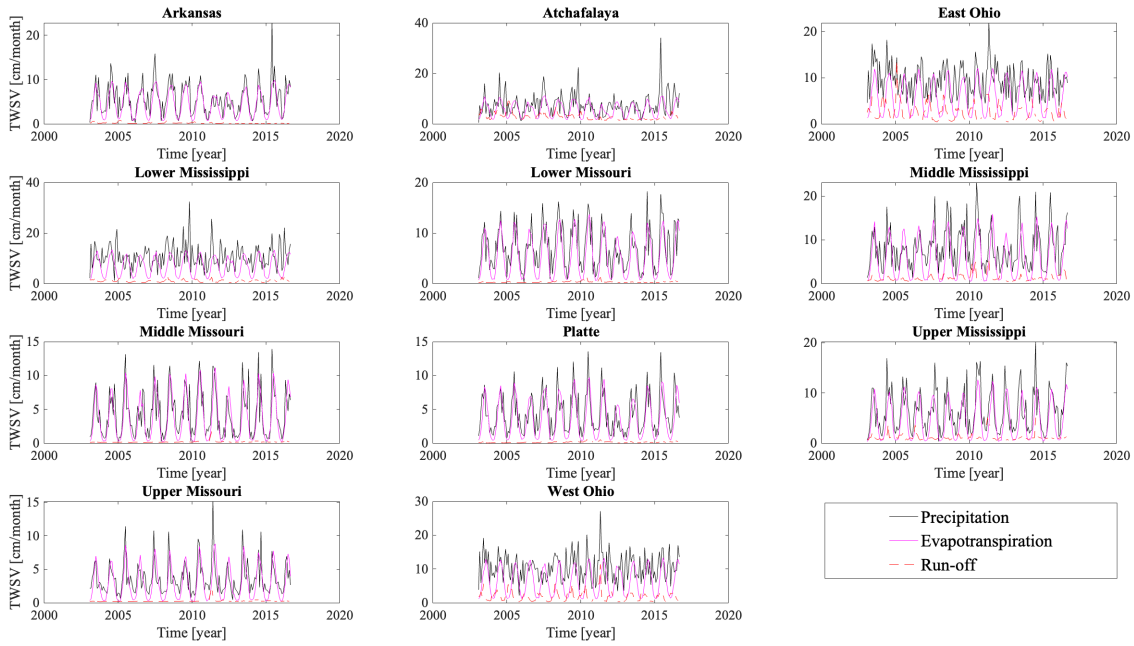 Arkansas
TWSV [cm/month]
20
10
0
2000 2005 2010 2015 2020
Time [year]
Atchafalaya
40
20
0
2000 2005 2010 2015 2020
Time [year]
East Ohio
20
10
0
2000 2005 2010 2015 2020
Time [year]
Lower Mississippi
TWSV [cm/month]
40
20
0
2000 2005 2010 2015 2020
Time [year]
Lower Missouri
15
10
5
0
2000 2005 2010 2015 2020
Time [year]
Middle Mississippi
20
10
0
2000 2005 2010 2015 2020
Time [year]
Middle Missouri
TWSV [cm/month]
15
10
5
0
2000 2005 2010 2015 2020
Time [year]
Platte
15
10
5
0
2000 2005 2010 2015 2020
Time [year]
Upper Mississippi
20
10
0
2000 2005 2010 2015 2020
Time [year]
Upper Missouri
TWSV [cm/month]
15
10
5
0
2000 2005 2010 2015 2020
Time [year]
West Ohio
30
20
10
0
2000 2005 2010 2015 2020
Time [year]
Precipitation
Evapotranspiration
Run-off